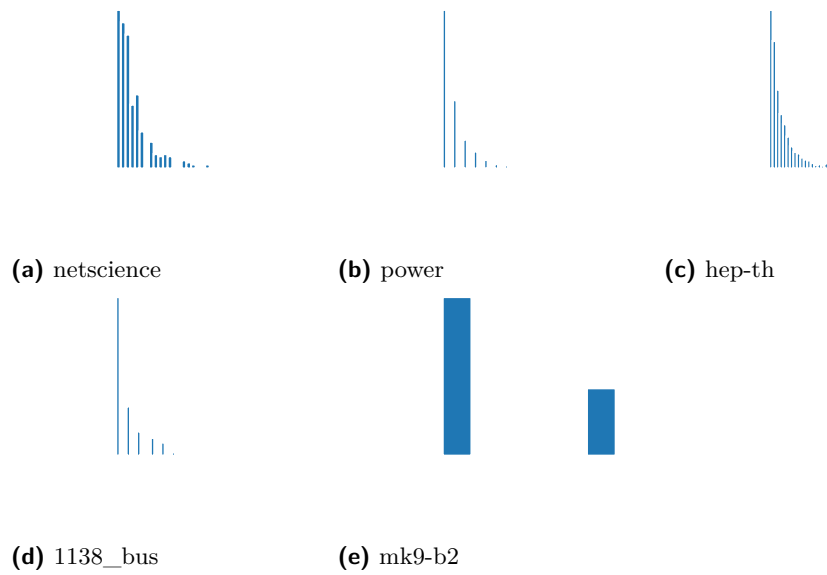 (a) netscience
(b) power
(c) hep-th
(d) 1138_bus
(e) mk9-b2